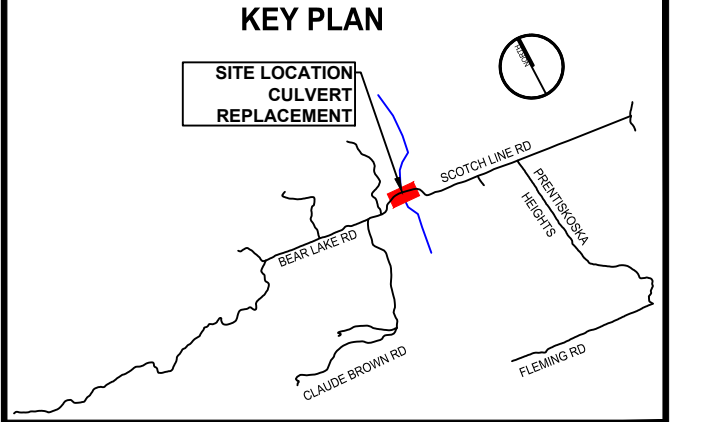 KEY PLAN
SITE LOCATION
CULVERT
REPLACEMENT
NORTH
SCOTCH LINE RD
PRENTISKOSKA
HEIGHTS
BEAR LAKE RD
CLAUDE BROWN RD
FLEMING RD